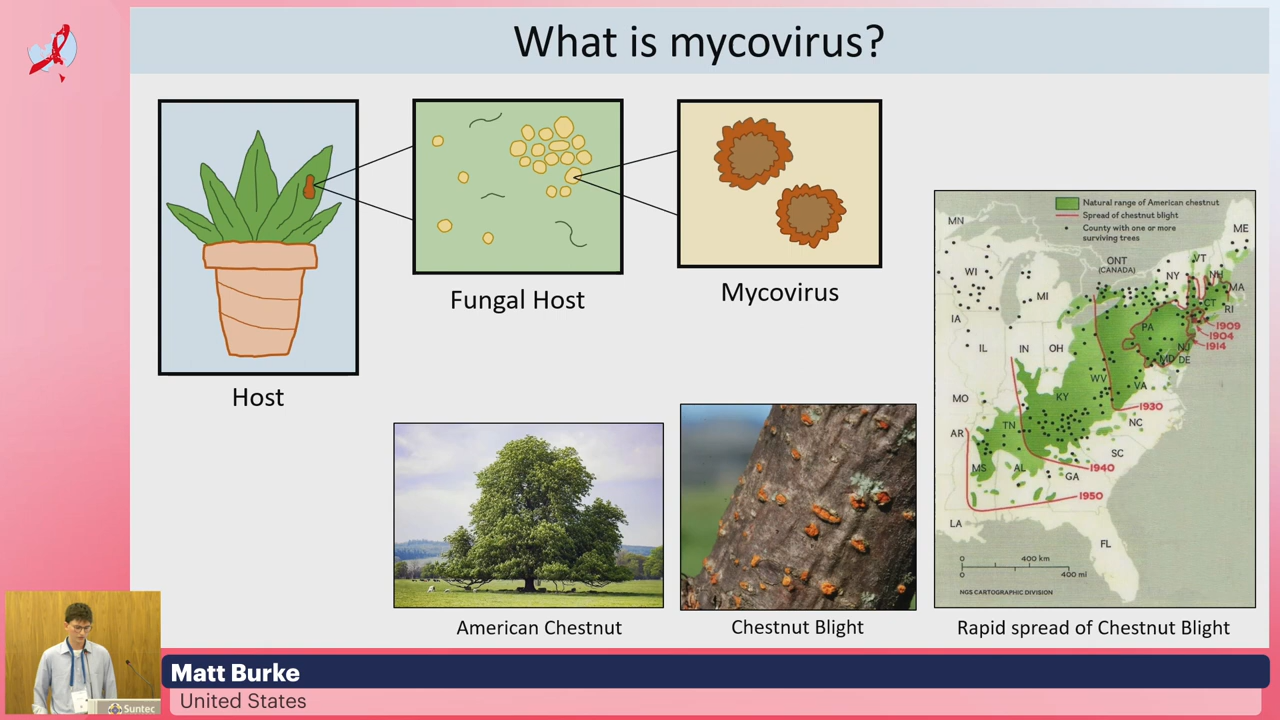 What is mycovirus?
Host
Fungal Host
Mycovirus
American Chestnut
Chestnut Blight
Natural range of American chestnut
Spread of chestnut blight
County with one or more
surviving trees
MN
ME
ONT
(CANADA)
VT
NH
WI
NY
MA
MI
CT
RI
IA
PA
1909
1904
1914
IL
IN
OH
NJ
MD
DE
WV
VA
MO
KY
1930
NC
AR
TN
SC
MS
AL
GA
1940
1950
LA
FL
0
400 km
0
400 mi
NGS CARTOGRAPHIC DIVISION
Rapid spread of Chestnut Blight
Suntec
Matt Burke
United States